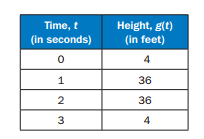 Time, t Height, g(t)
(in seconds) (in feet)
0 4
1 36
2 36
3 4